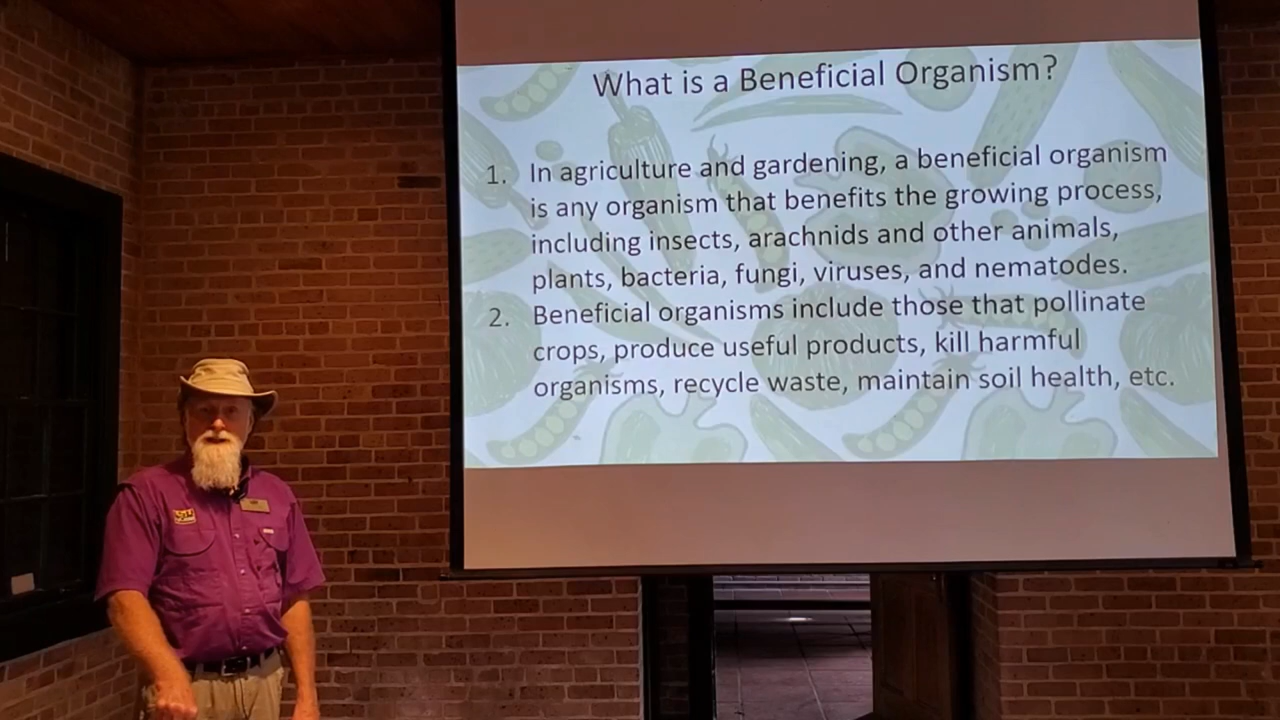 What is a Beneficial Organism?
1. In agriculture and gardening, a beneficial organism
is any organism that benefits the growing process,
including insects, arachnids and other animals,
plants, bacteria, fungi, viruses, and nematodes.
2. Beneficial organisms include those that pollinate
crops, produce useful products, kill harmful
organisms, recycle waste, maintain soil health, etc.